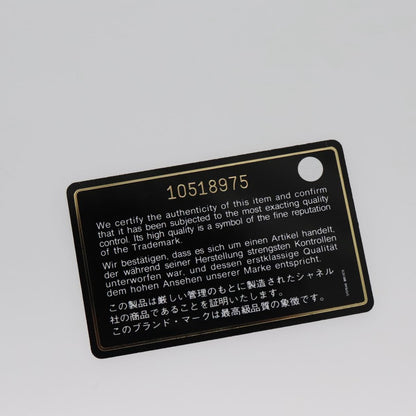 10518975
We certify the authenticity of this item and confirm
that it has been subjected to the most exacting quality
control. Its high quality is a symbol of the fine reputation
of the Trademark.
Wir bestätigen, dass es sich um einen Artikel handelt,
der während seiner Herstellung strengsten Kontrollen
unterworfen war, und dessen erstklassige Qualität
dem hohen Ansehen unserer Marke entspricht.
この製品は厳しい管理のもとに製造されたシャネル
社の商品であることを証明いたします。
このブランド・マークは最高級品質の象徴です。